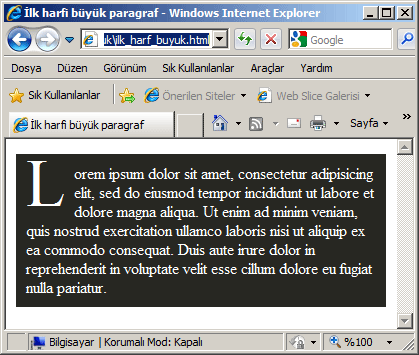 İlk harfi büyük paragraf - Windows Internet Explorer
ık\ilk_harf_buyuk.html
Google
Dosya Düzen Görünüm Sık Kullanılanlar Araçlar Yardım
Sık Kullanılanlar Önerilen Siteler Web Slice Galerisi
İlk harfi büyük paragraf Sayfa
Lorem ipsum dolor sit amet, consectetur adipisicing
elit, sed do eiusmod tempor incididunt ut labore et
dolore magna aliqua. Ut enim ad minim veniam,
quis nostrud exercitation ullamco laboris nisi ut aliquip ex
ea commodo consequat. Duis aute irure dolor in
reprehenderit in voluptate velit esse cillum dolore eu fugiat
nulla pariatur.
Bilgisayar | Korumalı Mod: Kapalı %100